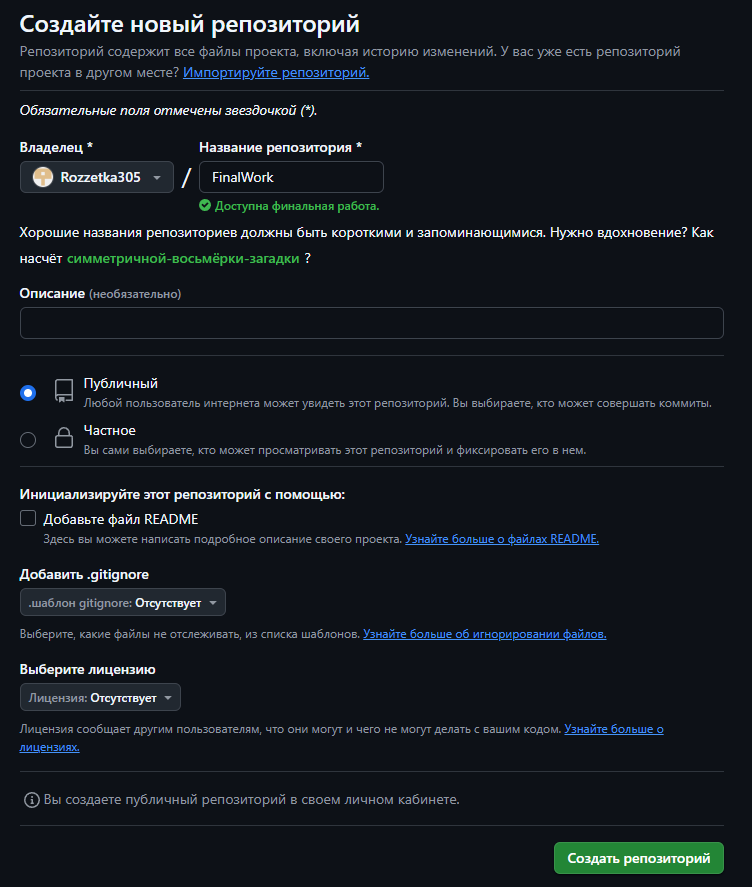 Создайте новый репозиторий
Репозиторий содержит все файлы проекта, включая историю изменений. У вас уже есть репозиторий
проекта в другом месте? Импортируйте репозиторий.
Обязательные поля отмечены звездочкой (*).
Владелец *
Название репозитория *
Rozzetka305
/
FinalWork
Доступна финальная работа.
Хорошие названия репозиториев должны быть короткими и запоминающимися. Нужно вдохновение? Как
насчёт симметричной-восьмёрки-загадки ?
Описание (необязательно)
Публичный
Любой пользователь интернета может увидеть этот репозиторий. Вы выбираете, кто может совершать коммиты.
Частное
Вы сами выбираете, кто может просматривать этот репозиторий и фиксировать его в нем.
Инициализируйте этот репозиторий с помощью:
Добавьте файл README
Здесь вы можете написать подробное описание своего проекта. Узнайте больше о файлах README.
Добавить .gitignore
.шаблон gitignore: Отсутствует
Выберите, какие файлы не отслеживать, из списка шаблонов. Узнайте больше об игнорировании файлов.
Выберите лицензию
Лицензия: Отсутствует
Лицензия сообщает другим пользователям, что они могут и чего не могут делать с вашим кодом. Узнайте больше о
лицензиях.
Вы создаете публичный репозиторий в своем личном кабинете.
Создать репозиторий